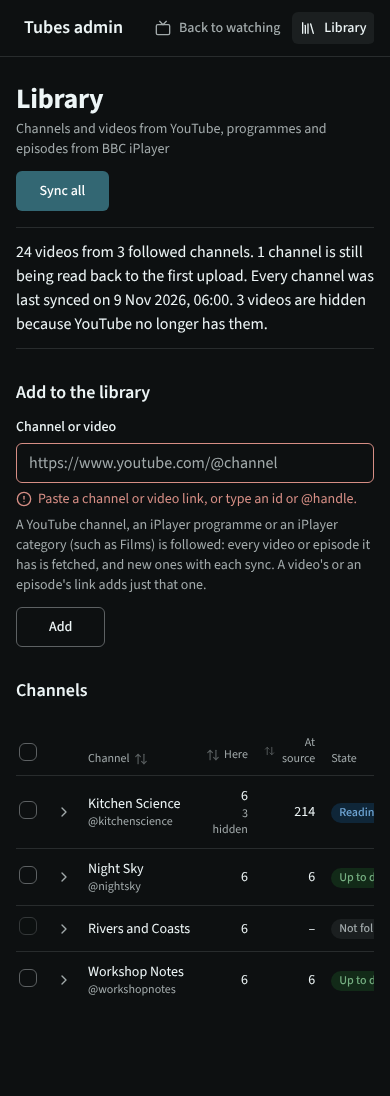 Tubes admin
Back to watching
Library
Library
Channels and videos from YouTube, programmes and
episodes from BBC iPlayer
Sync all
24 videos from 3 followed channels. 1 channel is still
being read back to the first upload. Every channel was
last synced on 9 Nov 2026, 06:00. 3 videos are hidden
because YouTube no longer has them.
Add to the library
Channel or video
https://www.youtube.com/@channel
Paste a channel or video link, or type an id or @handle.
A YouTube channel, an iPlayer programme or an iPlayer
category (such as Films) is followed: every video or episode it
has is fetched, and new ones with each sync. A video's or an
episode's link adds just that one.
Add
Channels
Channel Here At source State
Kitchen Science 6 214 Readin
@kitchenscience 3 hidden
Night Sky 6 6 Up to d
@nightsky
Rivers and Coasts 6 – Not fol
Workshop Notes 6 6 Up to d
@workshopnotes